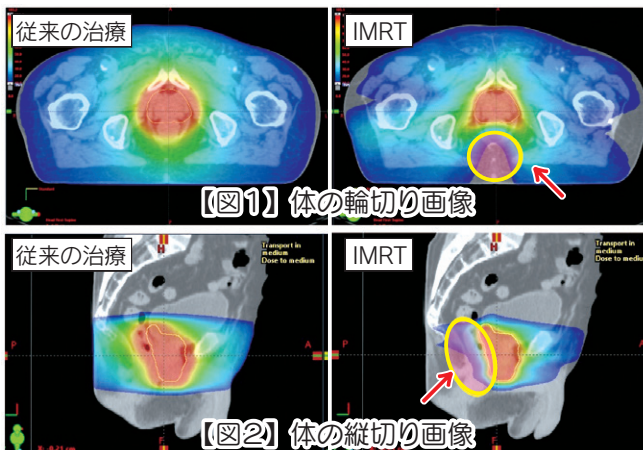 従来の治療
IMRT
【図1】体の輪切り画像
従来の治療
Transport in
medium
Dose to medium
H
P
IMRT
Transport in
medium
Dose to medium
H
P
A
【図2】体の縦切り画像